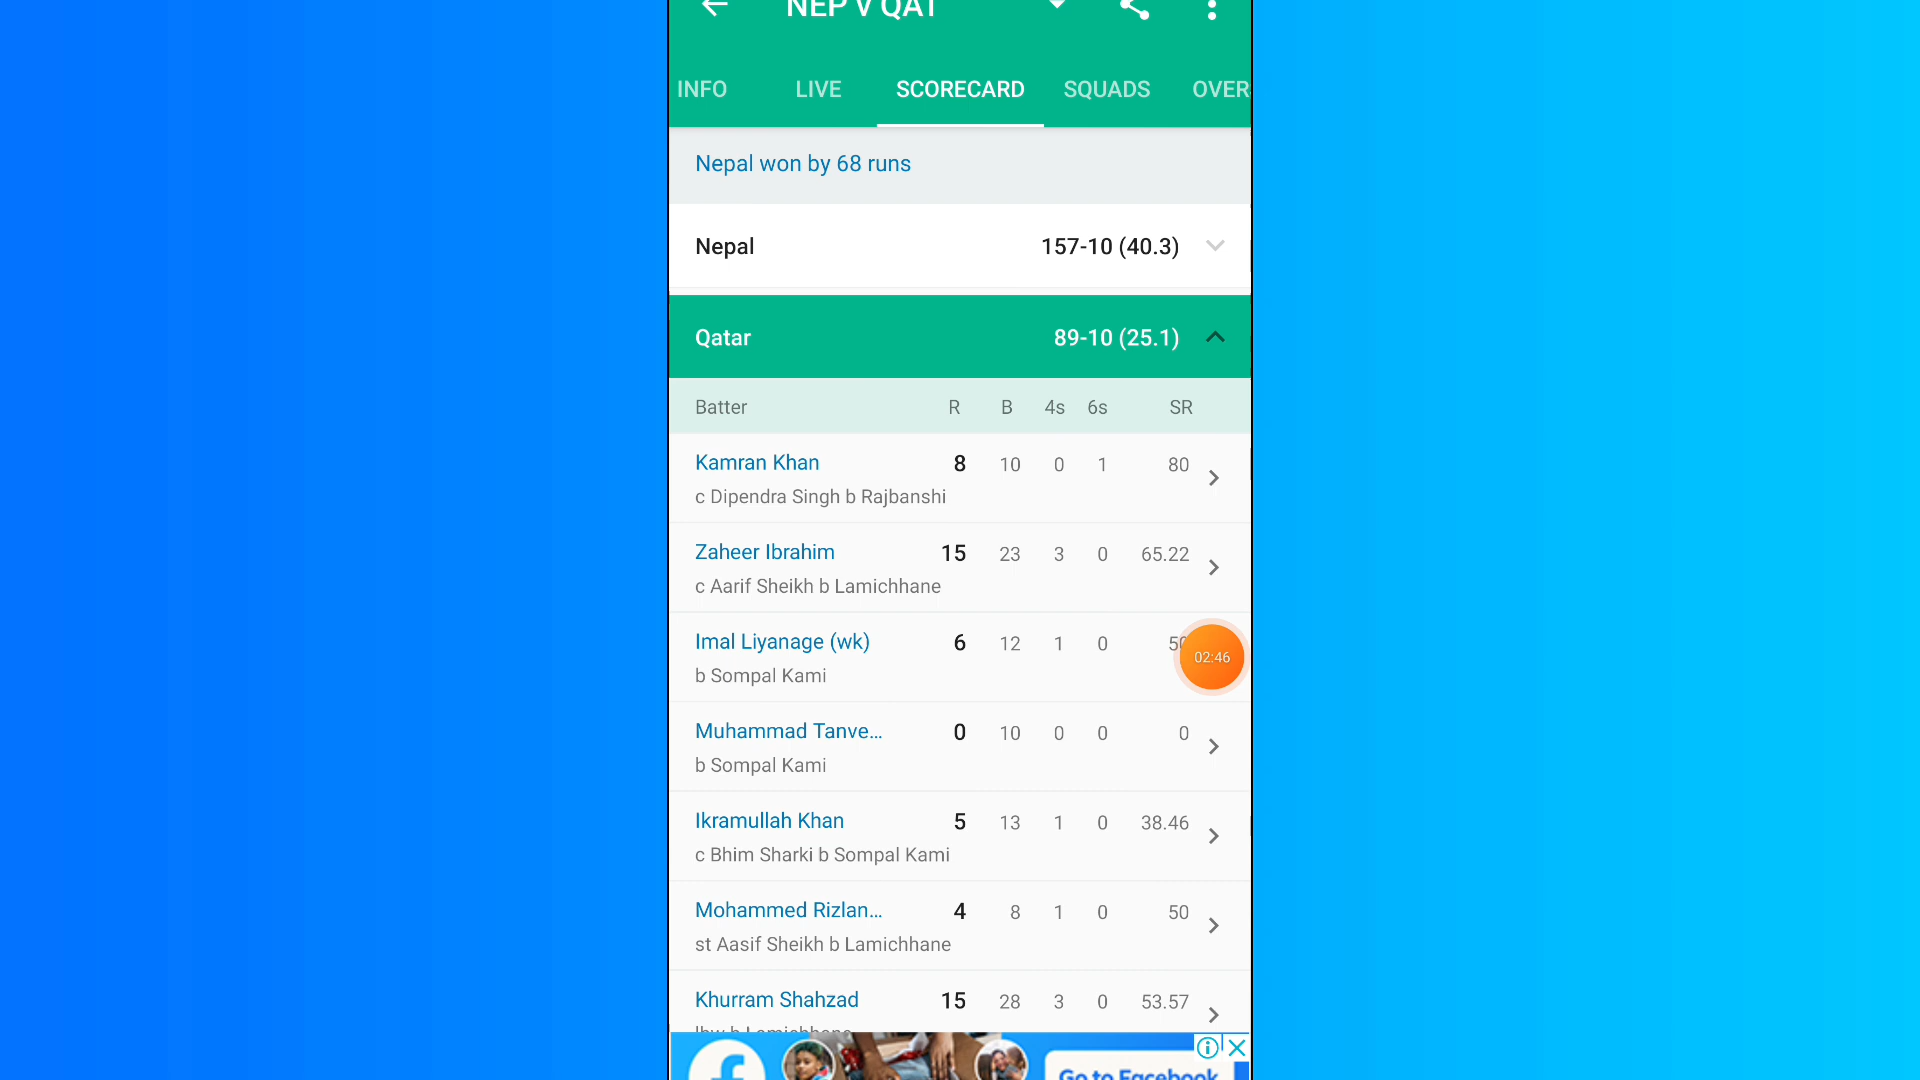 NEP v QAT
INFO LIVE SCORECARD SQUADS OVER
Nepal won by 68 runs
Nepal 157-10 (40.3)
Qatar 89-10 (25.1)
Batter R B 4s 6s SR
Kamran Khan 8 10 0 1 80
c Dipendra Singh b Rajbanshi
Zaheer Ibrahim 15 23 3 0 65.22
c Aarif Sheikh b Lamichhane
Imal Liyanage (wk) 6 12 1 0 50
b Sompal Kami
02:46
Muhammad Tanve... 0 10 0 0 0
b Sompal Kami
Ikramullah Khan 5 13 1 0 38.46
c Bhim Sharki b Sompal Kami
Mohammed Rizlan... 4 8 1 0 50
st Aasif Sheikh b Lamichhane
Khurram Shahzad 15 28 3 0 53.57
lbw b Lamichhane
Go to Facebook